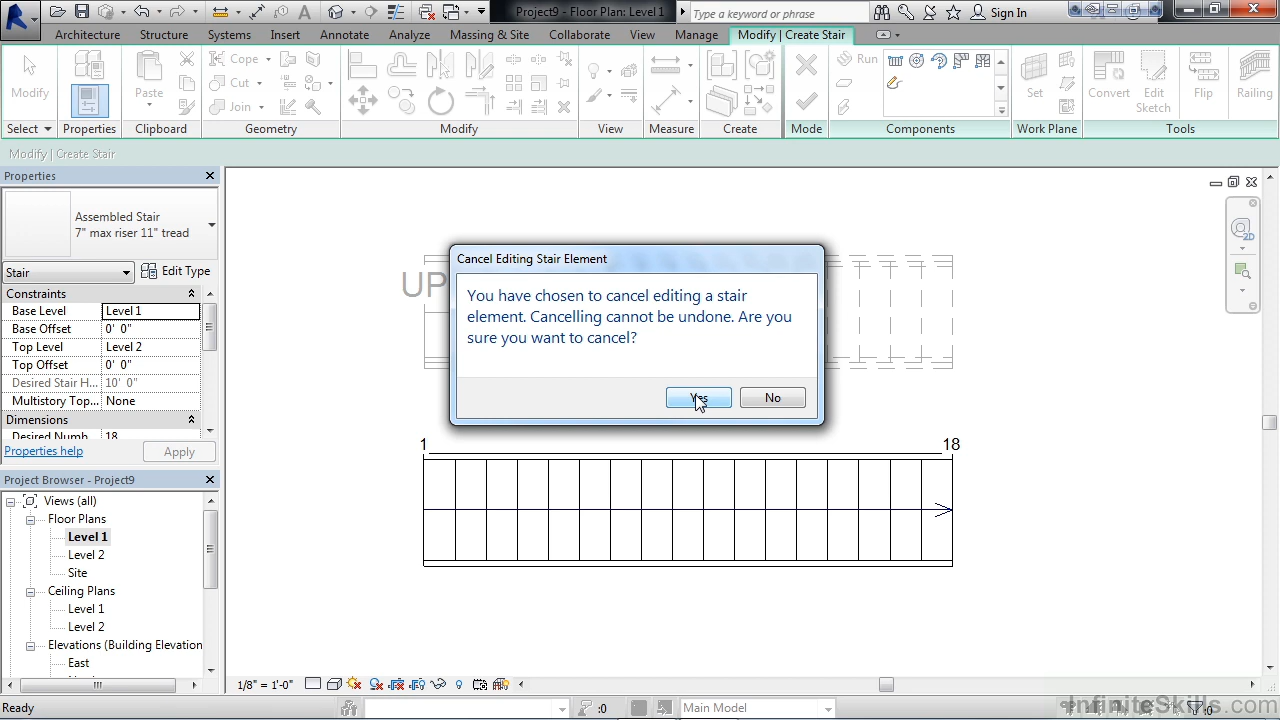 Project9 - Floor Plan: Level 1
Type a keyword or phrase
Sign In
Architecture Structure Systems Insert Annotate Analyze Massing & Site Collaborate View Manage Modify | Create Stair
Modify
Paste
Cope
Cut
Join
Run
Set
Convert
Edit Sketch
Flip
Railing
Select Properties Clipboard Geometry Modify View Measure Create Mode Components Work Plane Tools
Modify | Create Stair
Properties
Assembled Stair
7" max riser 11" tread
Stair Edit Type
Constraints
Base Level Level 1
Base Offset 0' 0"
Top Level Level 2
Top Offset 0' 0"
Desired Stair H... 10' 0"
Multistory Top... None
Dimensions
Desired Numb 18
Properties help Apply
Project Browser - Project9
Views (all)
Floor Plans
Level 1
Level 2
Site
Ceiling Plans
Level 1
Level 2
Elevations (Building Elevation
East
UP
Cancel Editing Stair Element
You have chosen to cancel editing a stair
element. Cancelling cannot be undone. Are you
sure you want to cancel?
Yes No
1 18
2D
1/8" = 1'-0"
Ready
:0
Main Model
:0
InfiniteSkills.com